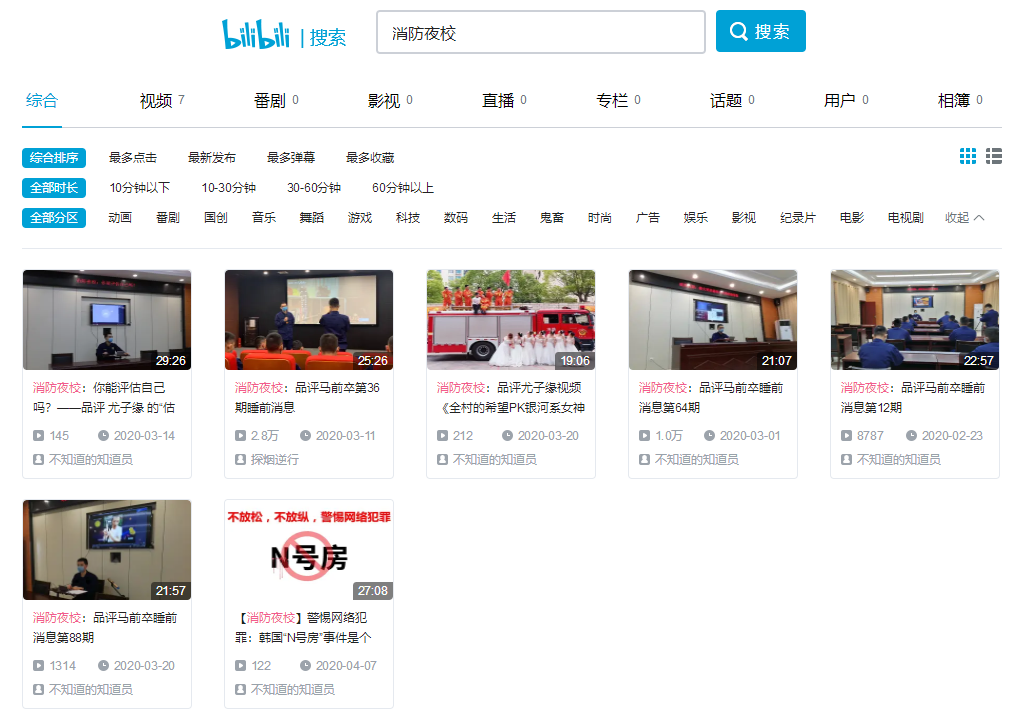 bilibili | 搜索
消防夜校
搜索
综合 视频 7 番剧 0 影视 0 直播 0 专栏 0 话题 0 用户 0 相簿 0
综合排序 最多点击 最新发布 最多弹幕 最多收藏
全部时长 10分钟以下 10-30分钟 30-60分钟 60分钟以上
全部分区 动画 番剧 国创 音乐 舞蹈 游戏 科技 数码 生活 鬼畜 时尚 广告 娱乐 影视 纪录片 电影 电视剧 收起
29:26
消防夜校：你能评估自己
吗？——品评 尤子缘 的“估
145 2020-03-14
不知道的知道员
25:26
消防夜校：品评马前卒第36
期睡前消息
2.8万 2020-03-11
探烟逆行
19:06
消防夜校：品评尤子缘视频
《全村的希望PK银河系女神
212 2020-03-20
不知道的知道员
21:07
消防夜校：品评马前卒睡前
消息第64期
1.0万 2020-03-01
不知道的知道员
22:57
消防夜校：品评马前卒睡前
消息第12期
8787 2020-02-23
不知道的知道员
21:57
消防夜校：品评马前卒睡前
消息第88期
1314 2020-03-20
不知道的知道员
不放松，不放纵，警惕网络犯罪
N号房
27:08
【消防夜校】警惕网络犯
罪：韩国“N号房”事件是个
122 2020-04-07
不知道的知道员